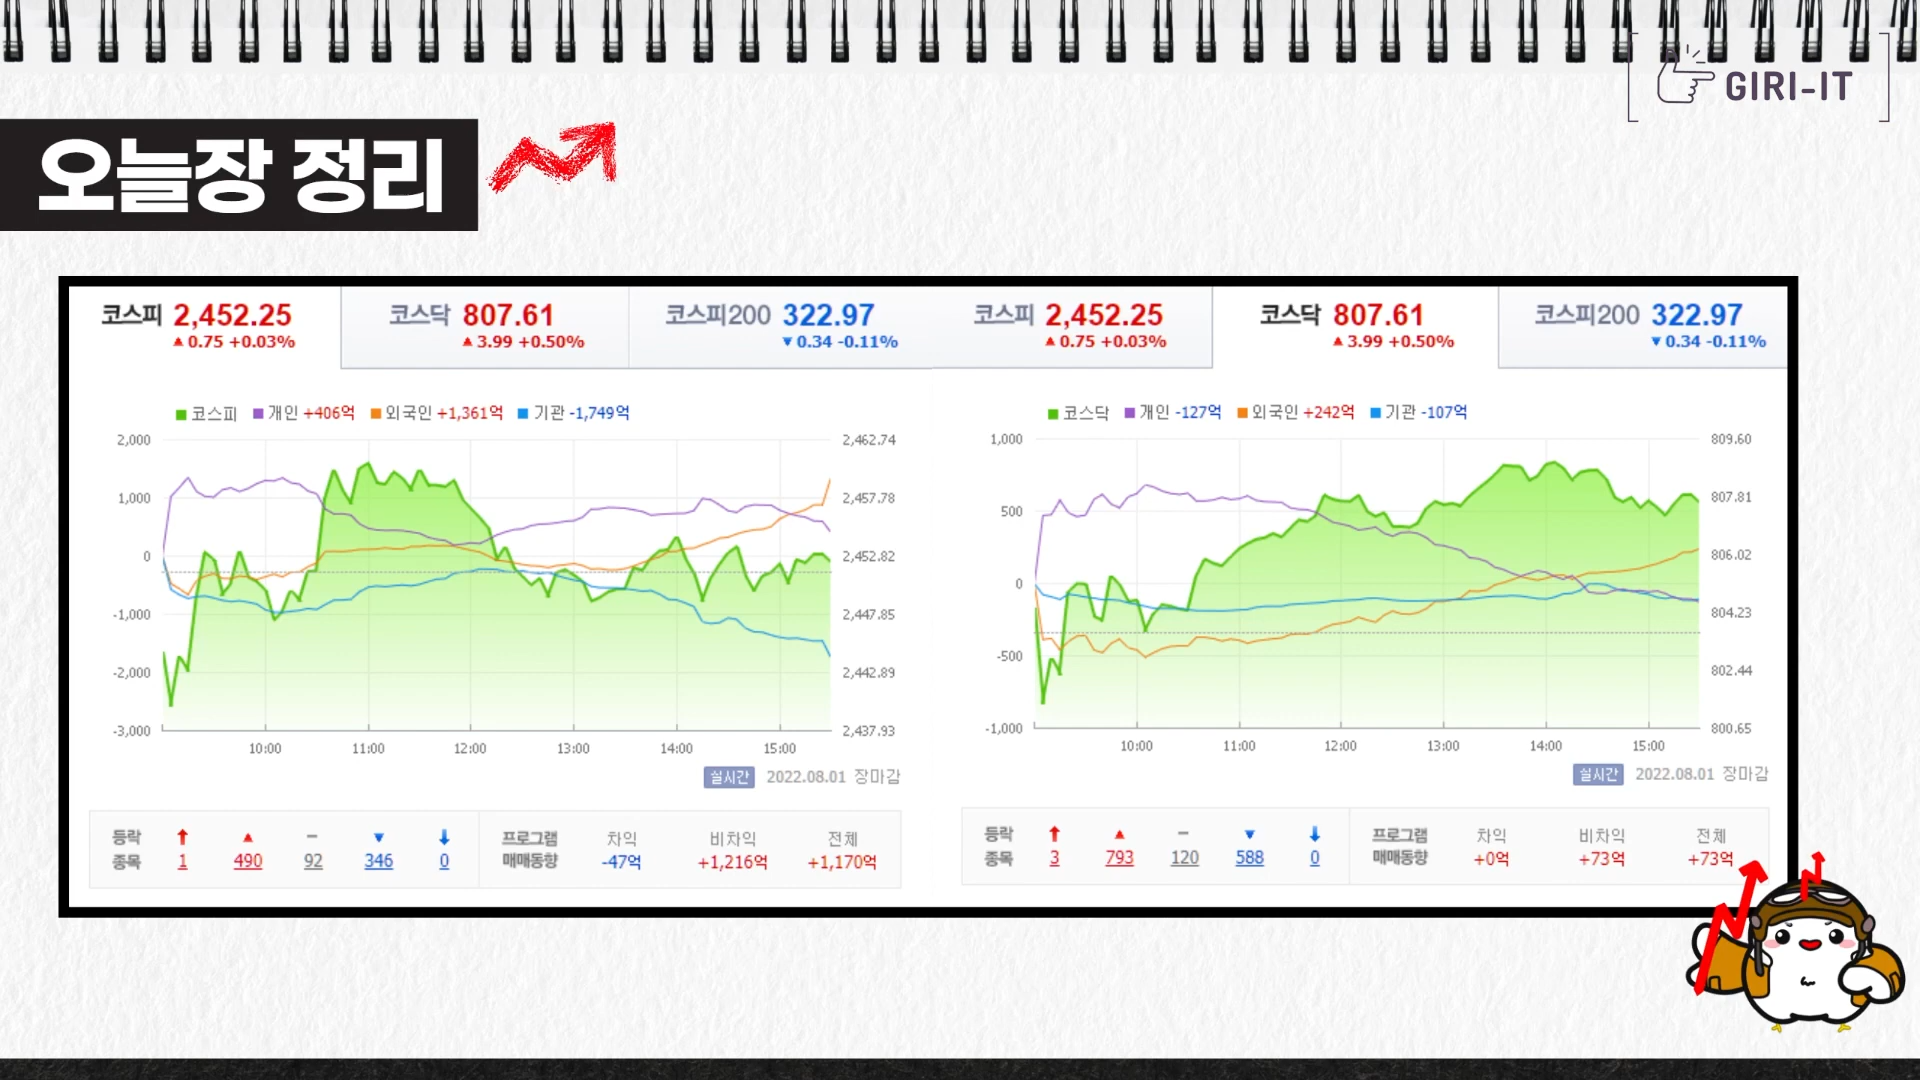 GIRI-IT
오늘장 정리
코스피 2,452.25
▲0.75 +0.03%
코스닥 807.61
▲3.99 +0.50%
코스피200 322.97
▼0.34 -0.11%
코스피 +406억 개인 외국인 +1,361억 기관 -1,749억
2,000
1,000
0
-1,000
-2,000
-3,000
2,462.74
2,457.78
2,452.82
2,447.85
2,442.89
2,437.93
10:00 11:00 12:00 13:00 14:00 15:00
실시간 2022.08.01 장마감
등락
종목 1 490 92 346 0
프로그램 차익 비차익 전체
매매동향 -47억 +1,216억 +1,170억
코스피 2,452.25
▲0.75 +0.03%
코스닥 807.61
▲3.99 +0.50%
코스피200 322.97
▼0.34 -0.11%
코스닥 개인 -127억 외국인 +242억 기관 -107억
1,000
500
0
-500
-1,000
809.60
807.81
806.02
804.23
802.44
800.65
10:00 11:00 12:00 13:00 14:00 15:00
실시간 2022.08.01 장마감
등락
종목 3 793 120 588 0
프로그램 차익 비차익 전체
매매동향 +0억 +73억 +73억